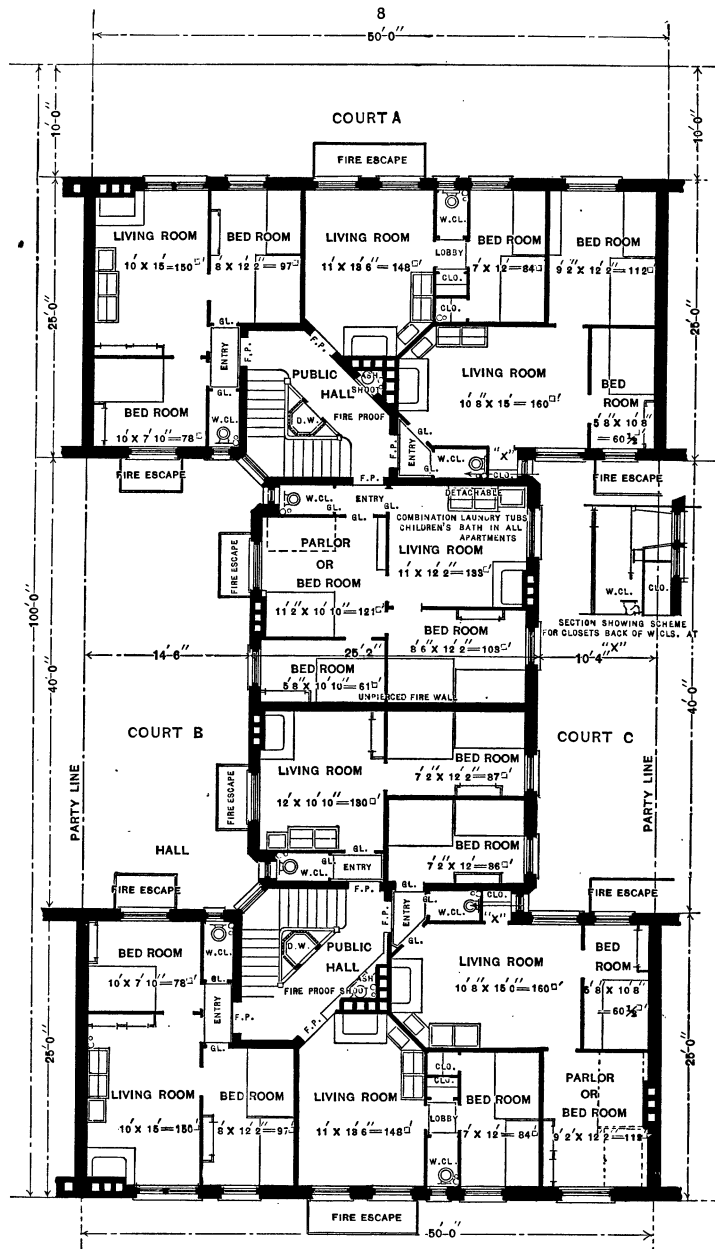 8
50'-0"
10'-0"
COURT A
10'-0"
FIRE ESCAPE
W.CL.
LIVING ROOM
10' X 15'=150□'
BED ROOM
8' X 12' 2"=97□'
LIVING ROOM
11' X 13' 6"=148□'
LOBBY
CLO.
CLO.
BED ROOM
7' X 12'=84□'
BED ROOM
9' 2" X 12' 2"=112□'
25'-0"
25'-0"
GL.
ENTRY
F.P.
F.P.
PUBLIC
HALL
FIRE PROOF
ASH
SHOOT
D.W.
LIVING ROOM
10' 8" X 15'=160□'
BED
ROOM
5' 8" X 10' 8"
=60½□'
GL.
BED ROOM
10' X 7' 10"=78□'
W.CL.
F.P.
GL.
ENTRY
GL.
W.CL.
"X"
CLO.
FIRE ESCAPE
F.P.
FIRE ESCAPE
W.CL.
GL.
ENTRY
GL.
GL.
DETACHABLE
COMBINATION LAUNDRY TUBS
CHILDREN'S BATH IN ALL
APARTMENTS
FIRE ESCAPE
PARLOR
OR
BED ROOM
11' 2" X 10' 10"=121□'
LIVING ROOM
11' X 12' 2"=133□'
W.CL.
CLO.
SECTION SHOWING SCHEME
FOR CLOSETS BACK OF W.CLS. AT
"X"
100'-0"
40'-0"
14'-6"
25'-2"
10'-4"
40'-0"
BED ROOM
8' 6" X 12' 2"=103□'
BED ROOM
5' 8" X 10' 10"=61□'
UNPIERCED FIRE WALL
COURT B
COURT C
PARTY LINE
PARTY LINE
FIRE ESCAPE
LIVING ROOM
12' X 10' 10"=130□'
BED ROOM
7' 2" X 12' 2"=87□'
BED ROOM
7' 2" X 12'=86□'
HALL
GL.
W.CL.
GL.
ENTRY
F.P.
GL.
FIRE ESCAPE
FIRE ESCAPE
F.P.
ENTRY
GL.
W.CL.
CLO.
"X"
BED ROOM
10' X 7' 10"=78□'
W.CL.
GL.
ENTRY
F.P.
GL.
D.W.
PUBLIC
HALL
FIRE PROOF
ASH
SHOOT
F.P.
LIVING ROOM
10' 8" X 15' 0"=160□'
BED
ROOM
5' 8" X 10' 8"
=60½□'
25'-0"
25'-0"
LIVING ROOM
10' X 15'=150□'
BED ROOM
8' X 12' 2"=97□'
LIVING ROOM
11' X 13' 6"=148□'
CLO.
CLO.
LOBBY
W.CL.
BED ROOM
7' X 12'=84□'
PARLOR
OR
BED ROOM
9' 2" X 12' 2"=112□'
FIRE ESCAPE
50'-0"